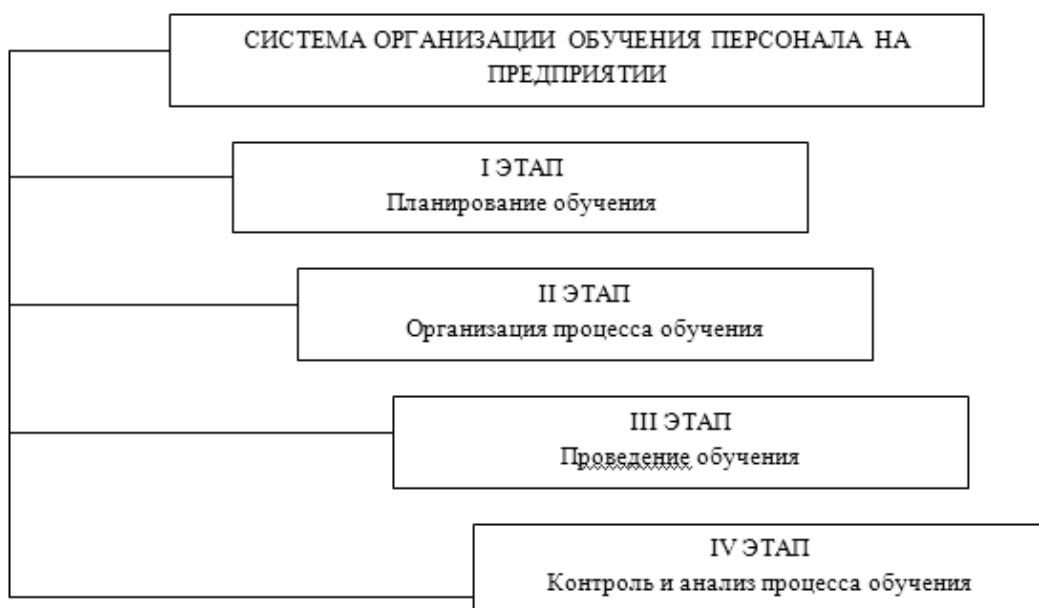 СИСТЕМА ОРГАНИЗАЦИИ ОБУЧЕНИЯ ПЕРСОНАЛА НА
ПРЕДПРИЯТИИ
I ЭТАП
Планирование обучения
II ЭТАП
Организация процесса обучения
III ЭТАП
Проведение обучения
IV ЭТАП
Контроль и анализ процесса обучения